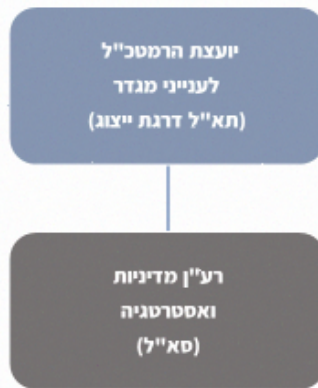 יועצת הרמטכ"ל
לענייני מגדר
(תא"ל דרגת ייצוג)
רע"ן מדיניות
ואסטרטגיה
(סא"ל)